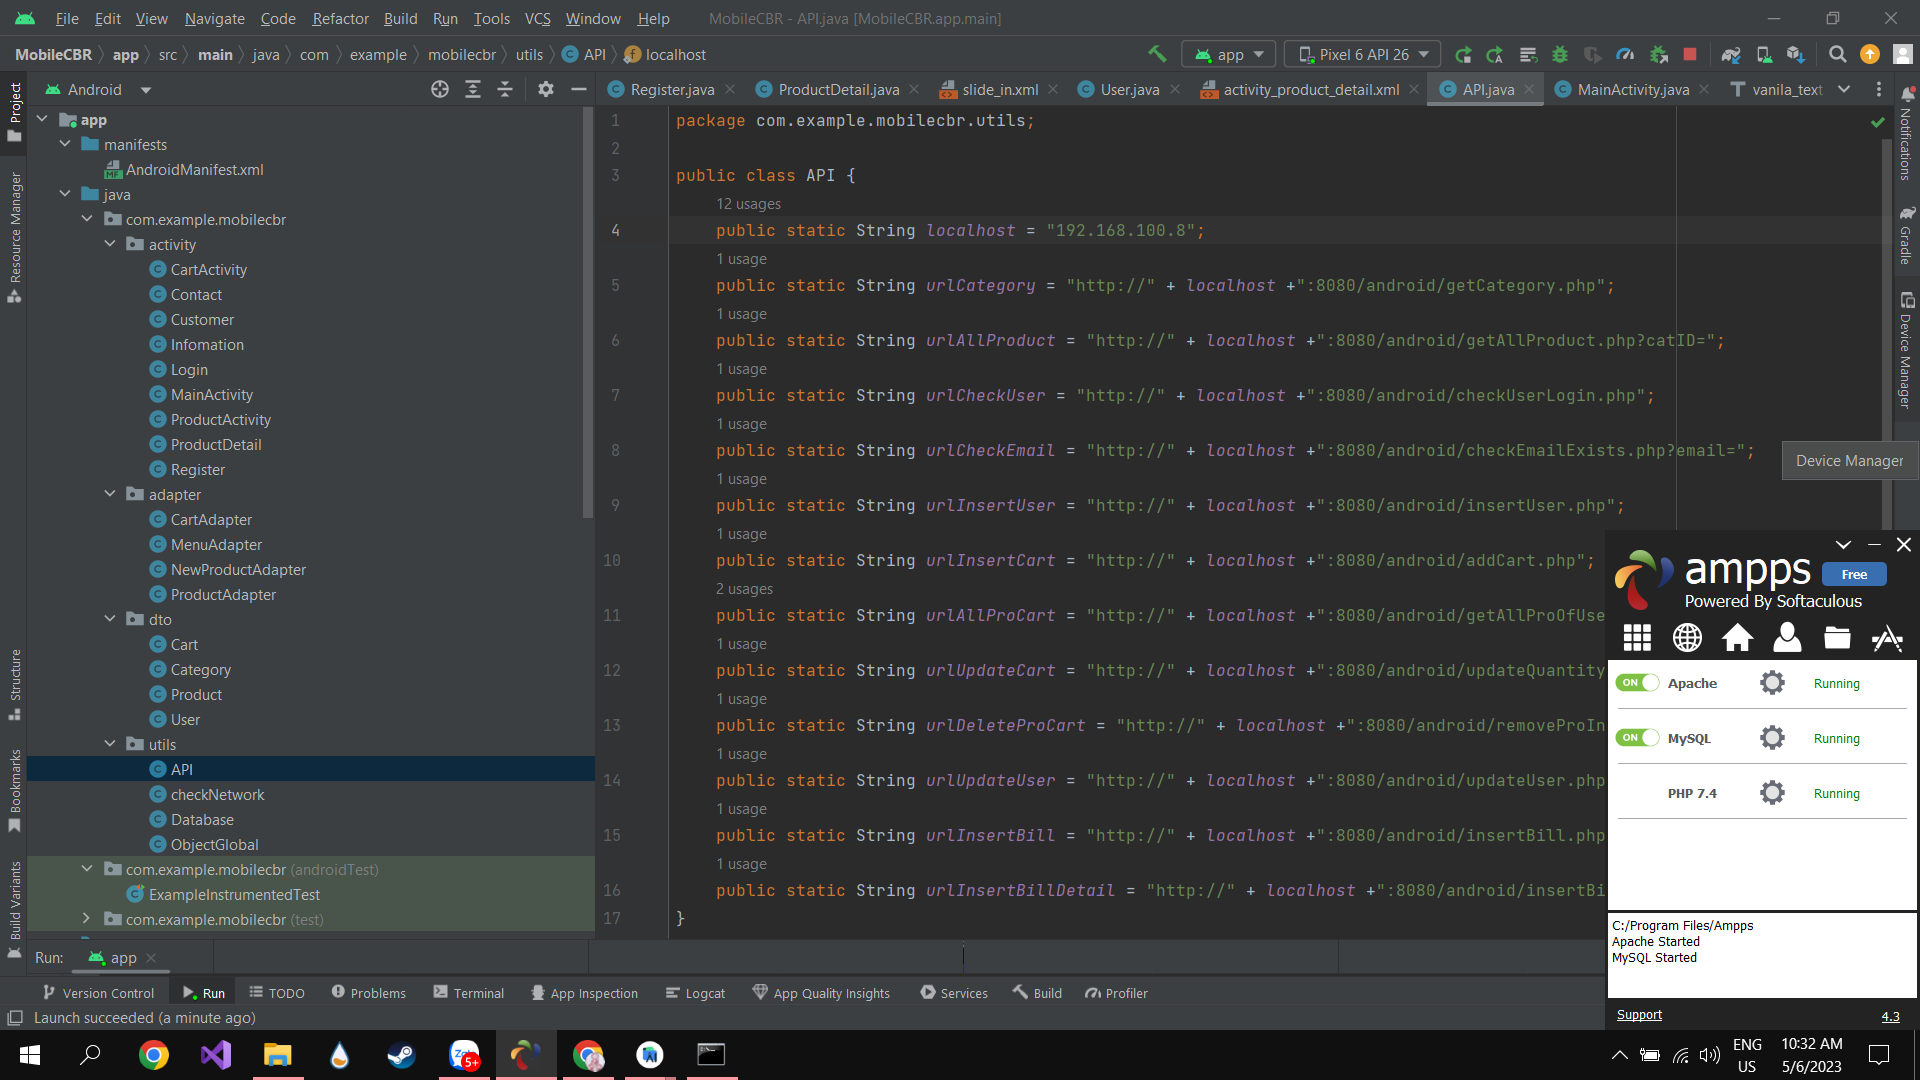 File Edit View Navigate Code Refactor Build Run Tools VCS Window Help MobileCBR - API.java [MobileCBR.app.main]
MobileCBR app src main java com example mobilecbr utils API localhost app Pixel 6 API 26
Project
Android
Register.java ProductDetail.java slide_in.xml User.java activity_product_detail.xml API.java MainActivity.java vanila_text
Notifications
app
manifests
AndroidManifest.xml
java
com.example.mobilecbr
activity
CartActivity
Contact
Customer
Infomation
Login
MainActivity
ProductActivity
ProductDetail
Register
adapter
CartAdapter
MenuAdapter
NewProductAdapter
ProductAdapter
dto
Cart
Category
Product
User
utils
API
checkNetwork
Database
ObjectGlobal
com.example.mobilecbr (androidTest)
ExampleInstrumentedTest
com.example.mobilecbr (test)
Resource Manager
Structure
Bookmarks
Build Variants
1 package com.example.mobilecbr.utils;
2
3 public class API {
12 usages
4 public static String localhost = "192.168.100.8";
1 usage
5 public static String urlCategory = "http://" + localhost +":8080/android/getCategory.php";
1 usage
6 public static String urlAllProduct = "http://" + localhost +":8080/android/getAllProduct.php?catID=";
1 usage
7 public static String urlCheckUser = "http://" + localhost +":8080/android/checkUserLogin.php";
1 usage
8 public static String urlCheckEmail = "http://" + localhost +":8080/android/checkEmailExists.php?email=";
1 usage
9 public static String urlInsertUser = "http://" + localhost +":8080/android/insertUser.php";
1 usage
10 public static String urlInsertCart = "http://" + localhost +":8080/android/addCart.php";
2 usages
11 public static String urlAllProCart = "http://" + localhost +":8080/android/getAllProOfUse
1 usage
12 public static String urlUpdateCart = "http://" + localhost +":8080/android/updateQuantity
1 usage
13 public static String urlDeleteProCart = "http://" + localhost +":8080/android/removeProIn
1 usage
14 public static String urlUpdateUser = "http://" + localhost +":8080/android/updateUser.php
1 usage
15 public static String urlInsertBill = "http://" + localhost +":8080/android/insertBill.php
1 usage
16 public static String urlInsertBillDetail = "http://" + localhost +":8080/android/insertBi
17 }
Gradle
Device Manager
Device Manager
ampps Free
Powered By Softaculous
ON Apache Running
ON MySQL Running
PHP 7.4 Running
C:/Program Files/Ampps
Apache Started
MySQL Started
Support 4.3
Run: app
Version Control Run TODO Problems Terminal App Inspection Logcat App Quality Insights Services Build Profiler
Launch succeeded (a minute ago)
Zalo 5+
ENG
US
10:32 AM
5/6/2023